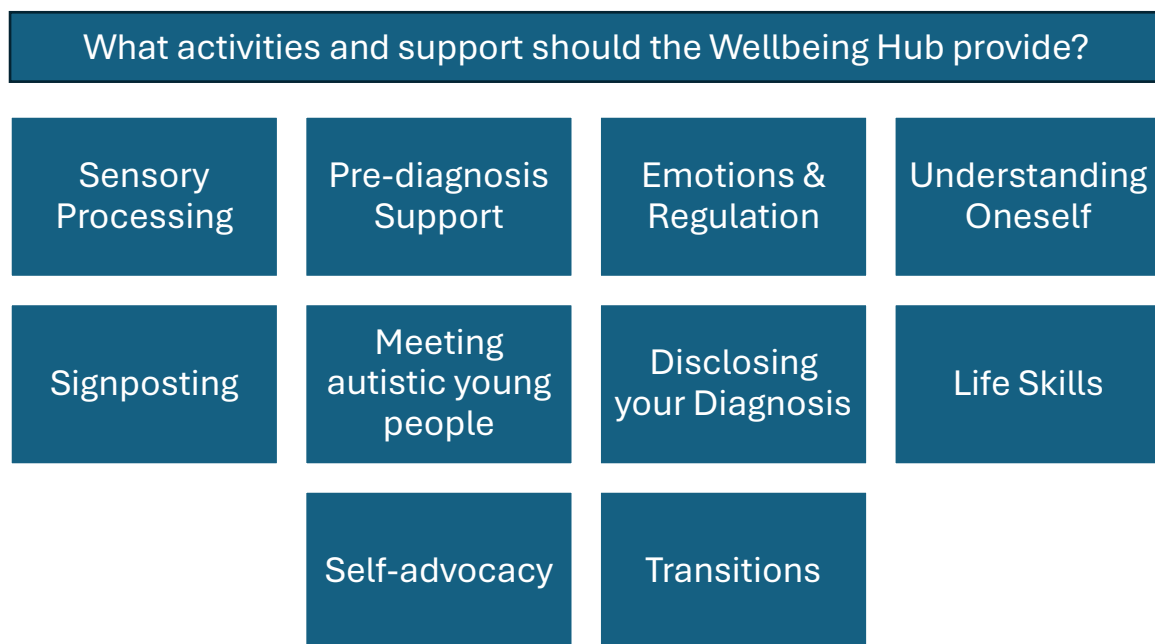 What activities and support should the Wellbeing Hub provide?
Sensory
Processing
Pre-diagnosis
Support
Emotions &
Regulation
Understanding
Oneself
Signposting
Meeting
autistic young
people
Disclosing
your Diagnosis
Life Skills
Self-advocacy
Transitions